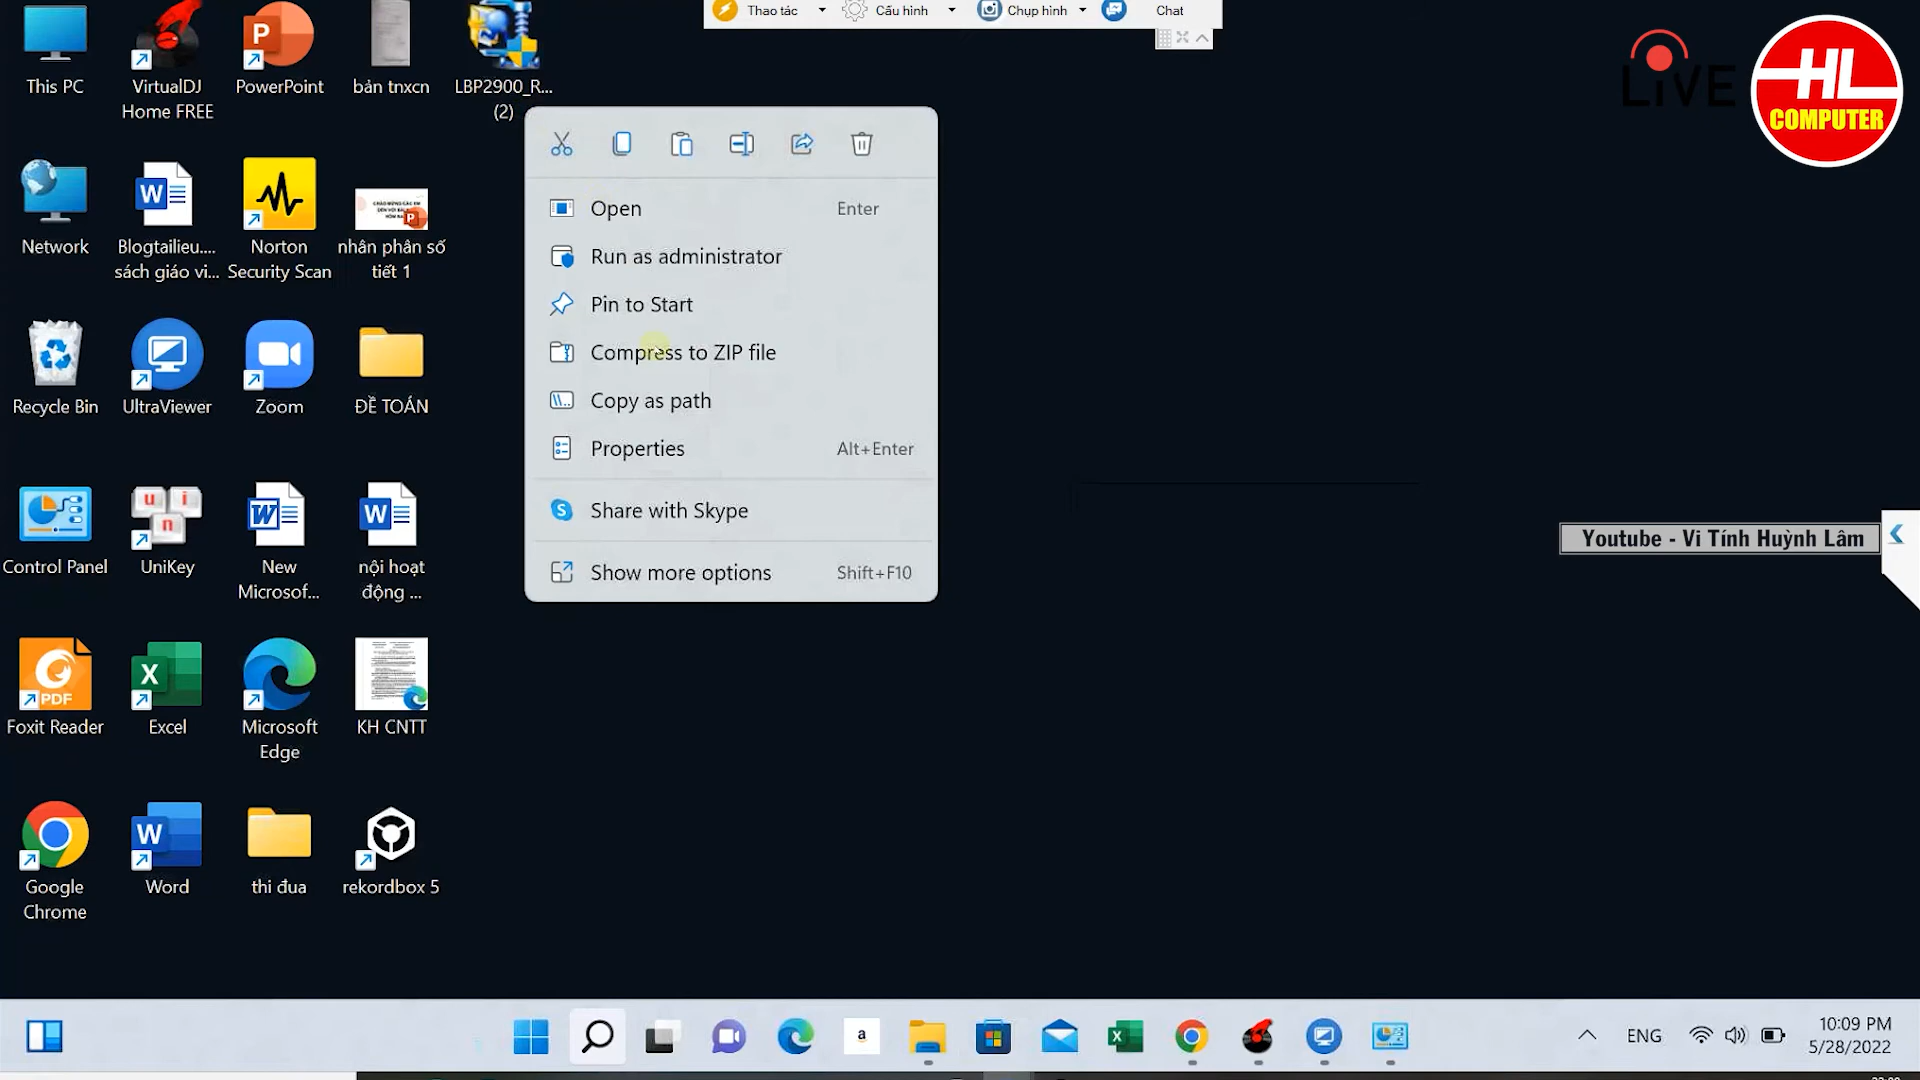 Thao tác
Cấu hình
Chụp hình
Chat
LiVE
HL
COMPUTER
This PC
VirtualDJ
Home FREE
PowerPoint
bản tnxcn
LBP2900_R...
(2)
Network
Blogtailieu....
sách giáo vi...
Norton
Security Scan
nhân phân số
tiết 1
Recycle Bin
UltraViewer
Zoom
ĐỀ TOÁN
Control Panel
UniKey
New
Microsof...
nội hoạt
động ...
PDF
Foxit Reader
Excel
Microsoft
Edge
KH CNTT
Google
Chrome
Word
thi đua
rekordbox 5
Open Enter
Run as administrator
Pin to Start
Compress to ZIP file
Copy as path
Properties Alt+Enter
Share with Skype
Show more options Shift+F10
Youtube - Vi Tính Huỳnh Lâm
ENG
10:09 PM
5/28/2022